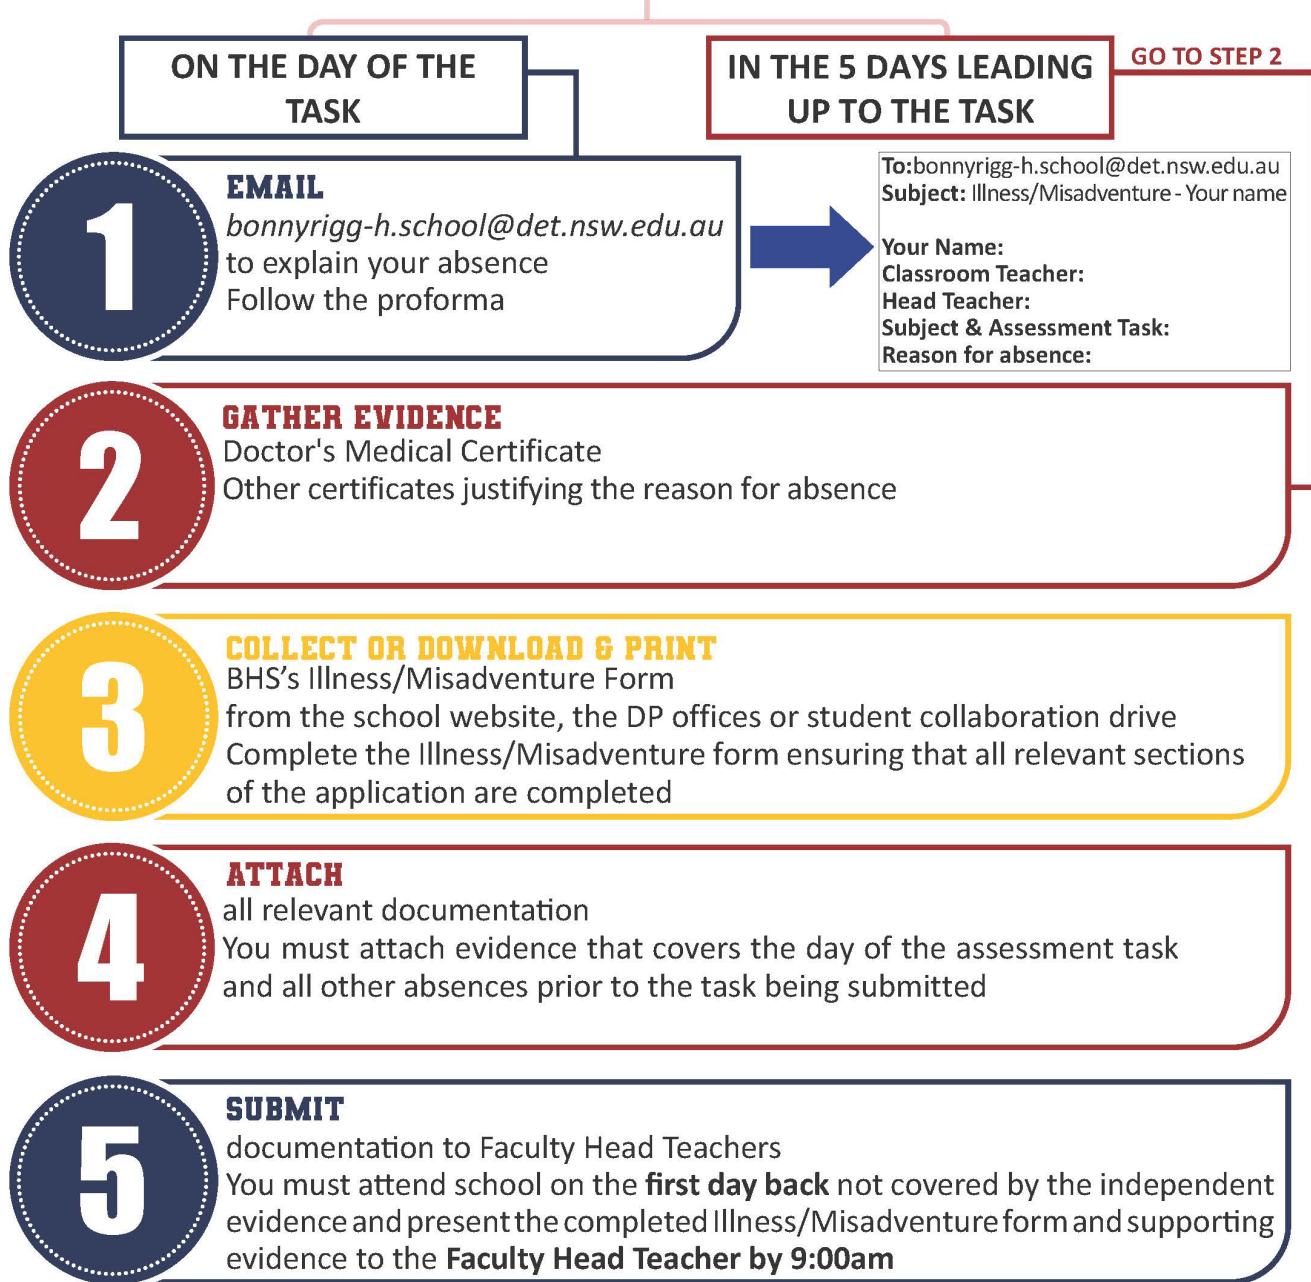 ON THE DAY OF THE
TASK
IN THE 5 DAYS LEADING
UP TO THE TASK
GO TO STEP 2
1
EMAIL
bonnyrigg-h.school@det.nsw.edu.au
to explain your absence
Follow the proforma
To:bonnyrigg-h.school@det.nsw.edu.au
Subject: Illness/Misadventure - Your name
Your Name:
Classroom Teacher:
Head Teacher:
Subject & Assessment Task:
Reason for absence:
2
GATHER EVIDENCE
Doctor's Medical Certificate
Other certificates justifying the reason for absence
3
COLLECT OR DOWNLOAD & PRINT
BHS’s Illness/Misadventure Form
from the school website, the DP offices or student collaboration drive
Complete the Illness/Misadventure form ensuring that all relevant sections
of the application are completed
4
ATTACH
all relevant documentation
You must attach evidence that covers the day of the assessment task
and all other absences prior to the task being submitted
5
SUBMIT
documentation to Faculty Head Teachers
You must attend school on the first day back not covered by the independent
evidence and present the completed Illness/Misadventure form and supporting
evidence to the Faculty Head Teacher by 9:00am